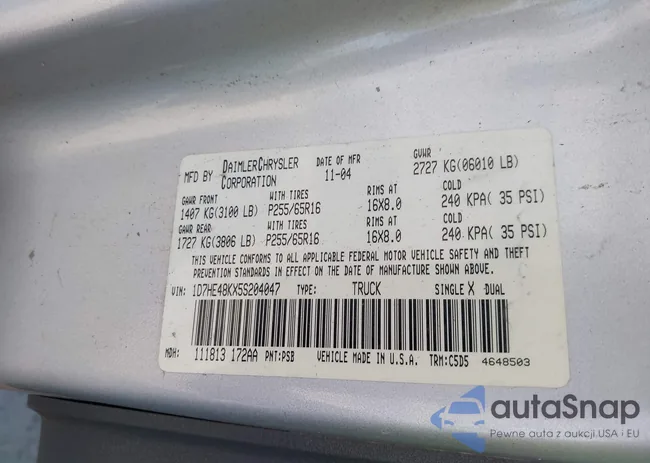 MFD BY DAIMLERCHRYSLER CORPORATION DATE OF MFR 11-04 GVWR 2727 KG(06010 LB)
GAWR FRONT WITH TIRES RIMS AT COLD
1407 KG(3100 LB) P255/65R16 16X8.0 240 KPA( 35 PSI)
GAWR REAR WITH TIRES RIMS AT COLD
1727 KG(3806 LB) P255/65R16 16X8.0 240 KPA( 35 PSI)
THIS VEHICLE CONFORMS TO ALL APPLICABLE FEDERAL MOTOR VEHICLE SAFETY AND THEFT
PREVENTION STANDARDS IN EFFECT ON THE DATE OF MANUFACTURE SHOWN ABOVE.
VIN: 1D7HE48KX5S204047 TYPE: TRUCK SINGLE X DUAL
MDH: 111813 172AA PNT:PSB VEHICLE MADE IN U.S.A. TRM:C5D5 4648503
autaSnap
Pewne auta z aukcji USA i EU